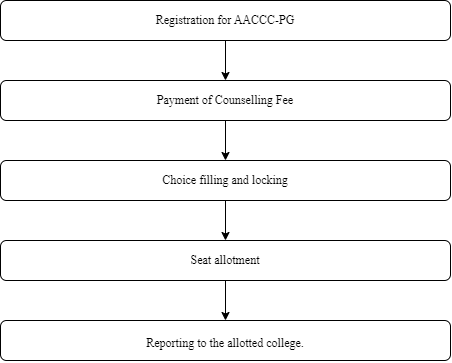 Registration for AACCC-PG
Payment of Counselling Fee
Choice filling and locking
Seat allotment
Reporting to the allotted college.